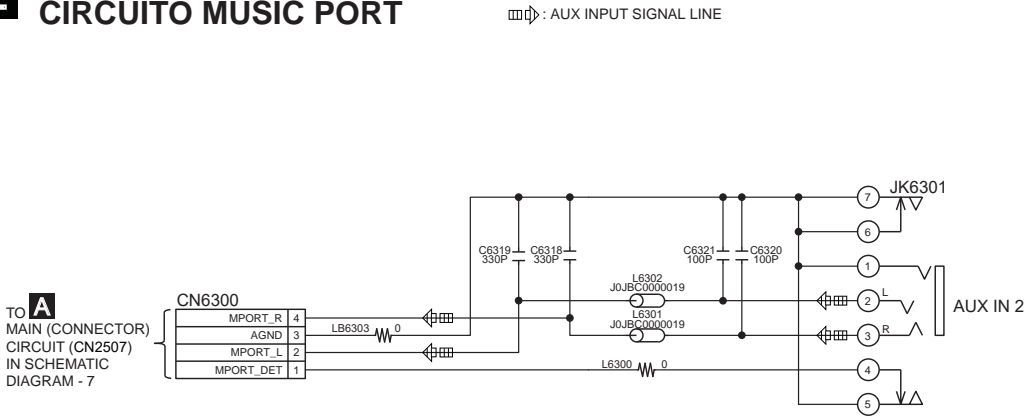 CIRCUITO MUSIC PORT
: AUX INPUT SIGNAL LINE
JK6301
7
6
C6319
330P
C6318
330P
C6321
100P
C6320
100P
1
L6302
J0JBC0000019
2
L
AUX IN 2
TO A
MAIN (CONNECTOR)
CIRCUIT (CN2507)
IN SCHEMATIC
DIAGRAM - 7
CN6300
MPORT_R 4
L6301
J0JBC0000019
3
R
AGND 3
LB6303 0
MPORT_L 2
MPORT_DET 1
L6300 0
4
5